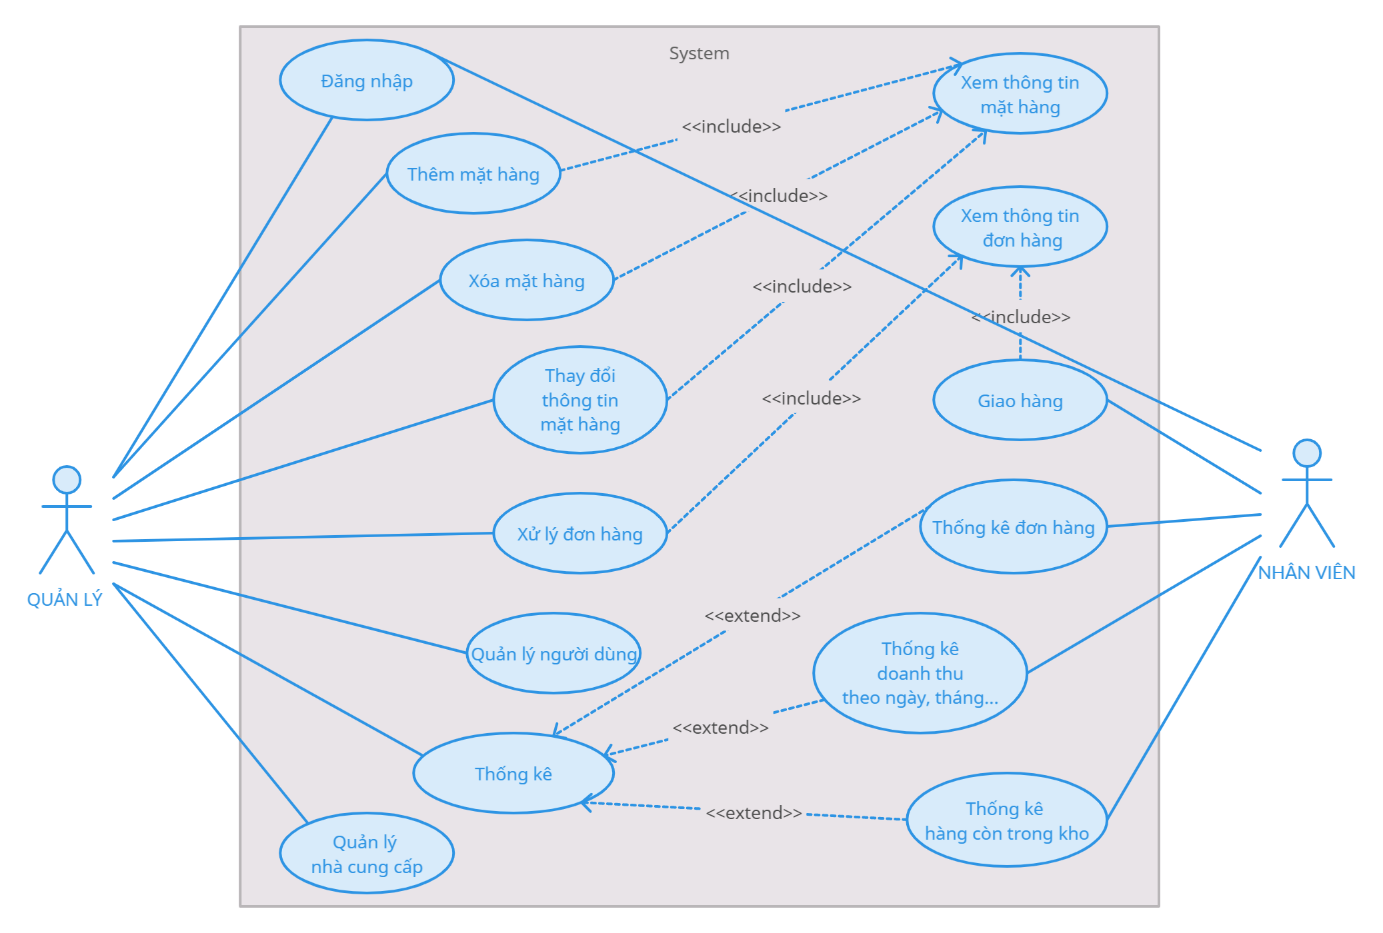 System
Đăng nhập
Xem thông tin
mặt hàng
<<include>>
Thêm mặt hàng
<<include>>
Xem thông tin
đơn hàng
Xóa mặt hàng
<<include>>
<<include>>
Thay đổi
thông tin
mặt hàng
<<include>>
Giao hàng
Xử lý đơn hàng
Thống kê đơn hàng
NHÂN VIÊN
QUẢN LÝ
<<extend>>
Quản lý người dùng
Thống kê
doanh thu
theo ngày, tháng...
<<extend>>
Thống kê
<<extend>>
Thống kê
hàng còn trong kho
Quản lý
nhà cung cấp